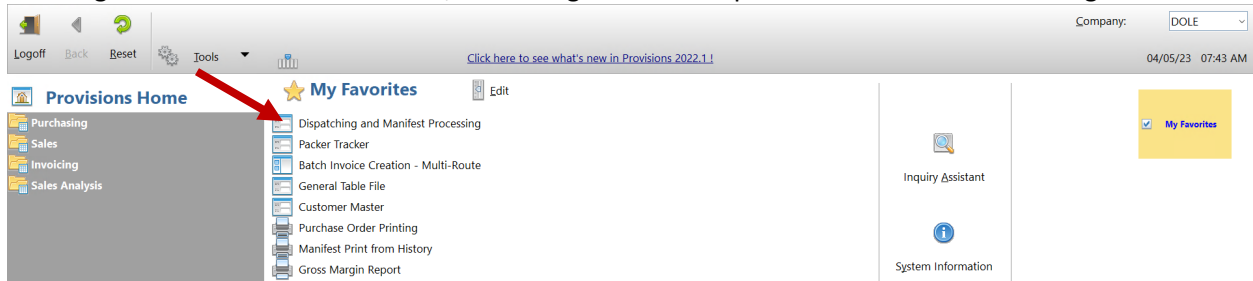 Company: DOLE
Logoff Back Reset Tools
Click here to see what's new in Provisions 2022.1 !
04/05/23 07:43 AM
Provisions Home
Purchasing
Sales
Invoicing
Sales Analysis
My Favorites Edit
Dispatching and Manifest Processing
Packer Tracker
Batch Invoice Creation - Multi-Route
General Table File
Customer Master
Purchase Order Printing
Manifest Print from History
Gross Margin Report
Inquiry Assistant
System Information
My Favorites